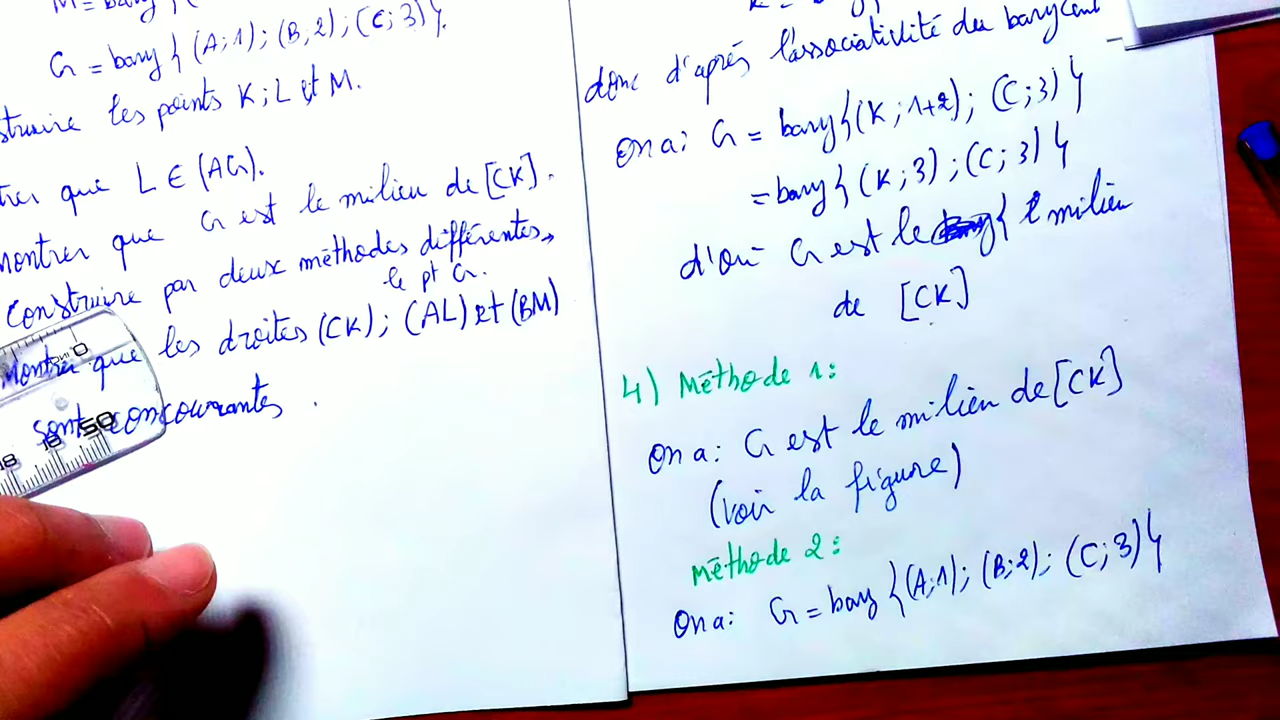 G = bary { (A;1) ; (B,2) ; (C;3) }.
les points K ; L et M.
que L ∈ (AG).
montrer que G est le milieu de [CK].
Construire par deux méthodes différentes,
le pt G.
Montrer que les droites (CK) ; (AL) et (BM)
sont concourantes.
0
18 50
donc d'après l'associativité du
On a: G = bary { (K ; 1+2) ; (C ; 3) }
= bary { (K ; 3) ; (C ; 3) }
d'où G est le milieu
de [CK]
4) Méthode 1:
On a: G est le milieu de [CK]
(voir la figure)
Méthode 2:
On a: G = bary { (A;1) ; (B;2) ; (C;3) }